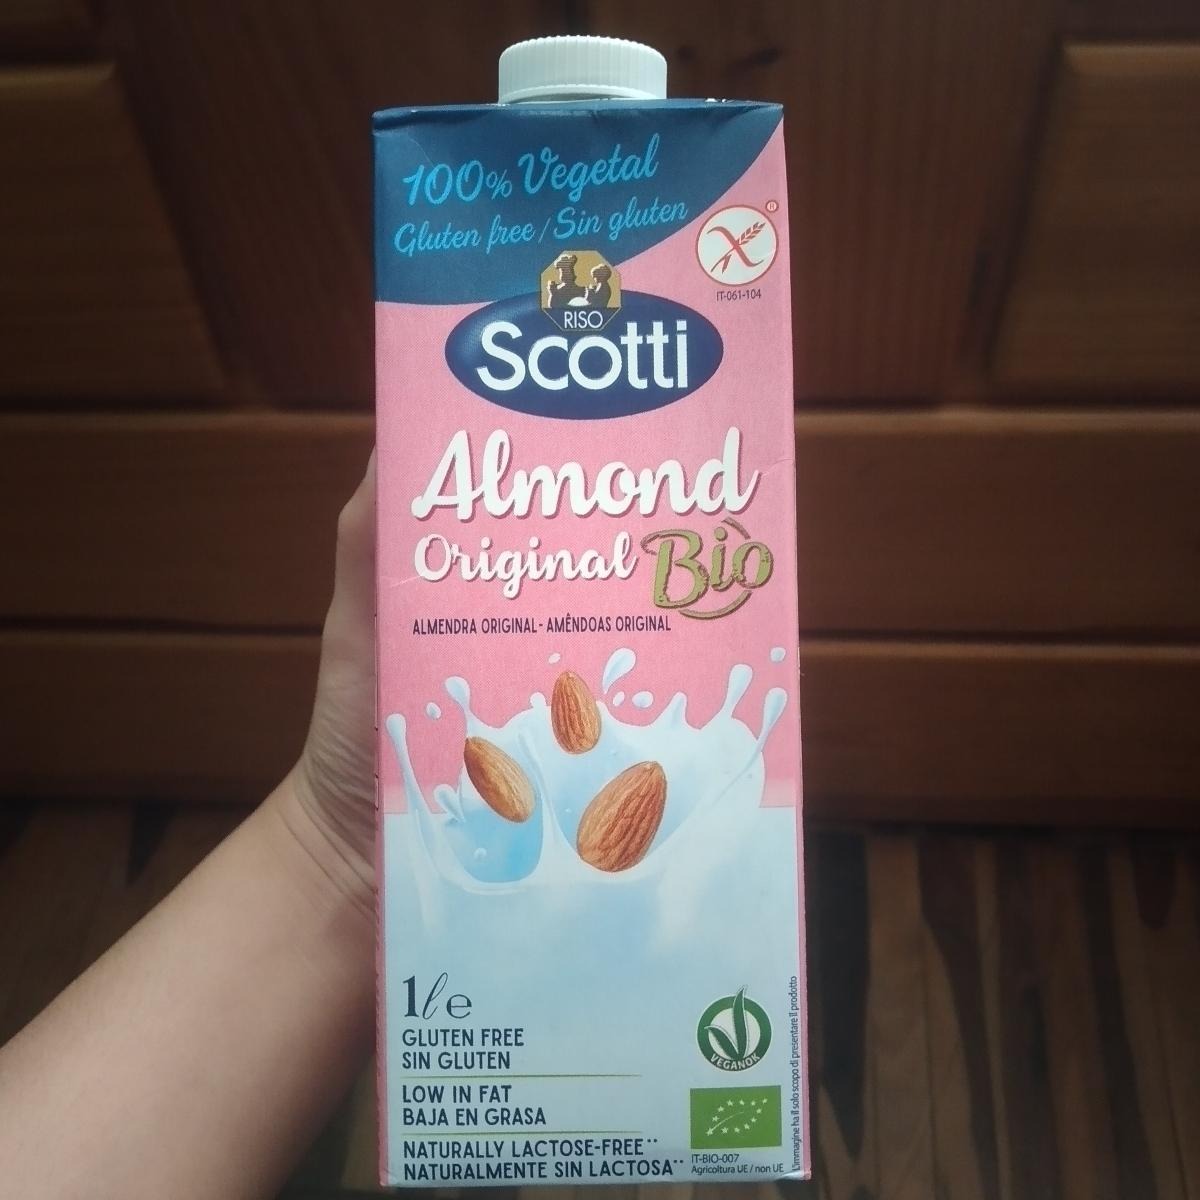 100% Vegetal
Gluten free / Sin gluten
®
IT-061-104
RISO
Scotti
Almond
Original Biò
ALMENDRA ORIGINAL - AMÊNDOAS ORIGINAL
1 l e
GLUTEN FREE
SIN GLUTEN
LOW IN FAT
BAJA EN GRASA
NATURALLY LACTOSE-FREE**
NATURALMENTE SIN LACTOSA**
VEGANOK
IT-BIO-007
Agricoltura UE / non UE
L'immagine ha il solo scopo di presentare il prodotto